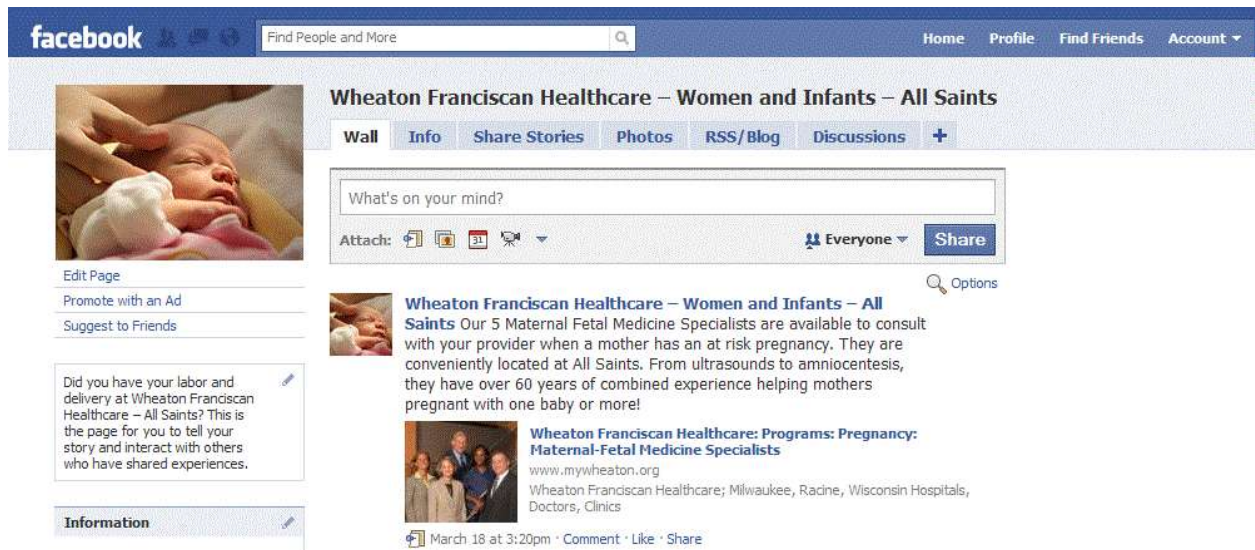 facebook
Find People and More
Home Profile Find Friends Account
Wheaton Franciscan Healthcare – Women and Infants – All Saints
Wall Info Share Stories Photos RSS/Blog Discussions +
What's on your mind?
Attach: 31 Everyone Share
Options
Edit Page
Promote with an Ad
Suggest to Friends
Did you have your labor and
delivery at Wheaton Franciscan
Healthcare – All Saints? This is
the page for you to tell your
story and interact with others
who have shared experiences.
Information
Wheaton Franciscan Healthcare – Women and Infants – All
Saints Our 5 Maternal Fetal Medicine Specialists are available to consult
with your provider when a mother has an at risk pregnancy. They are
conveniently located at All Saints. From ultrasounds to amniocentesis,
they have over 60 years of combined experience helping mothers
pregnant with one baby or more!
Wheaton Franciscan Healthcare: Programs: Pregnancy:
Maternal-Fetal Medicine Specialists
www.mywheaton.org
Wheaton Franciscan Healthcare; Milwaukee, Racine, Wisconsin Hospitals,
Doctors, Clinics
March 18 at 3:20pm · Comment · Like · Share